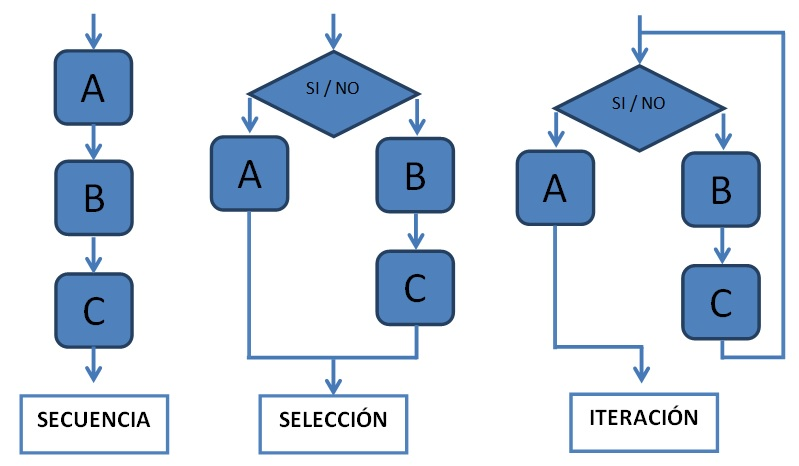 A
B
C
SECUENCIA
SI / NO
A
B
C
SELECCIÓN
SI / NO
A
B
C
ITERACIÓN